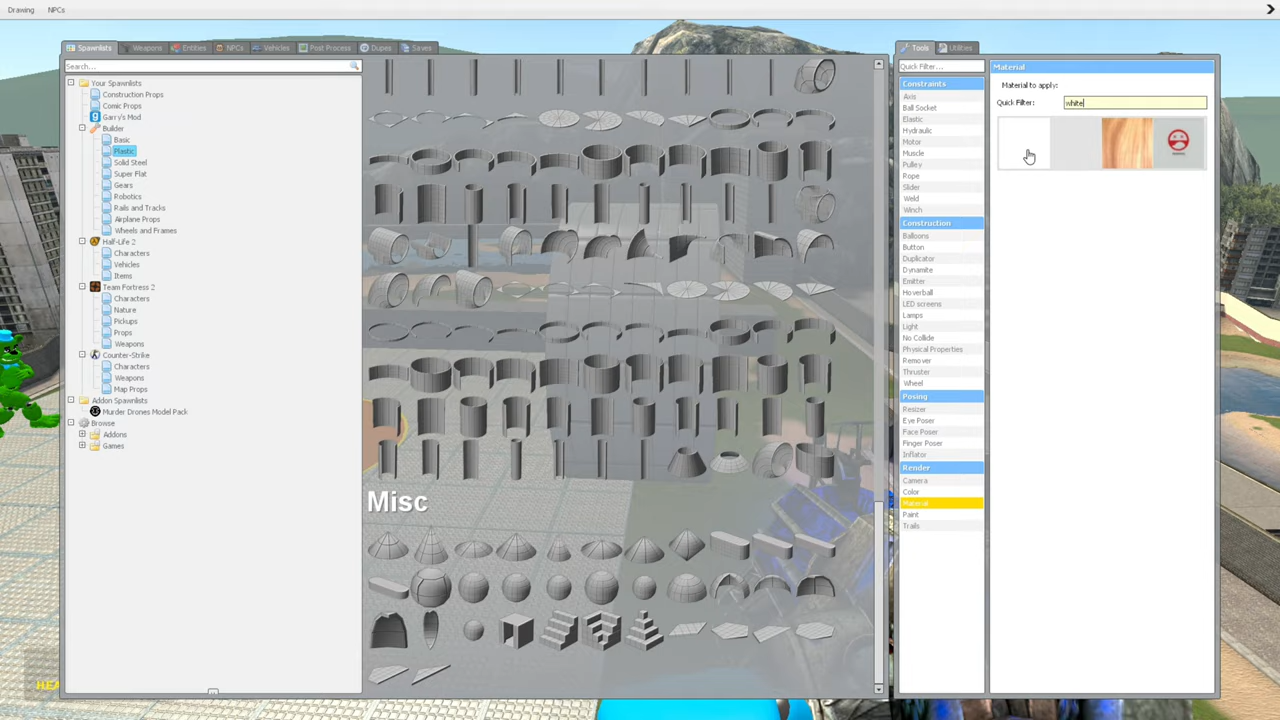 Drawing NPCs
Spawnlists Weapons Entities NPCs Vehicles Post Process Dupes Saves
Search...
Your Spawnlists
Construction Props
Comic Props
Garry's Mod
Builder
Basic
Plastic
Solid Steel
Super Flat
Gears
Robotics
Rails and Tracks
Airplane Props
Wheels and Frames
Half-Life 2
Characters
Vehicles
Items
Team Fortress 2
Characters
Nature
Pickups
Props
Weapons
Counter-Strike
Characters
Weapons
Map Props
Addon Spawnlists
Murder Drones Model Pack
Browse
Addons
Games
Misc
Tools Utilities
Quick Filter...
Constraints
Axis
Ball Socket
Elastic
Hydraulic
Motor
Muscle
Pulley
Rope
Slider
Weld
Winch
Construction
Balloons
Button
Duplicator
Dynamite
Emitter
Hoverball
LED screens
Lamps
Light
No Collide
Physical Properties
Remover
Thruster
Wheel
Posing
Resizer
Eye Poser
Face Poser
Finger Poser
Inflator
Render
Camera
Color
Material
Paint
Trails
Material
Material to apply:
Quick Filter: white